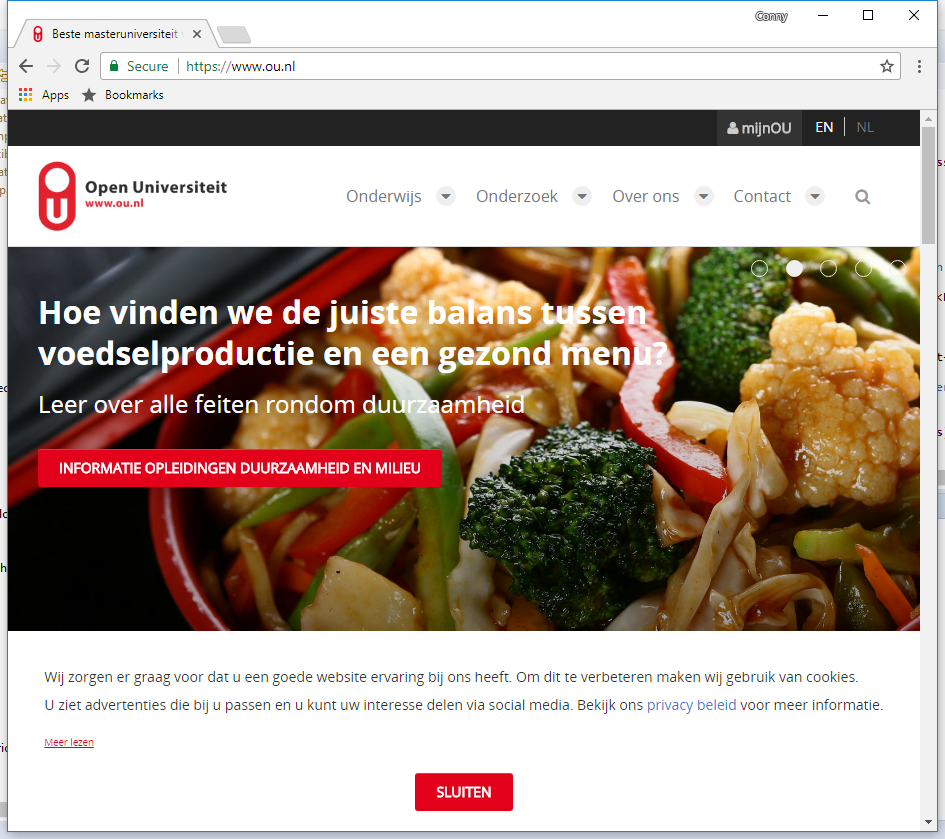 Conny
Beste masteruniversiteit
Secure https://www.ou.nl
Apps Bookmarks
mijnOU EN NL
Open Universiteit
www.ou.nl
Onderwijs Onderzoek Over ons Contact
Hoe vinden we de juiste balans tussen
voedselproductie en een gezond menu?
Leer over alle feiten rondom duurzaamheid
INFORMATIE OPLEIDINGEN DUURZAAMHEID EN MILIEU
Wij zorgen er graag voor dat u een goede website ervaring bij ons heeft. Om dit te verbeteren maken wij gebruik van cookies.
U ziet advertenties die bij u passen en u kunt uw interesse delen via social media. Bekijk ons privacy beleid voor meer informatie.
Meer lezen
SLUITEN